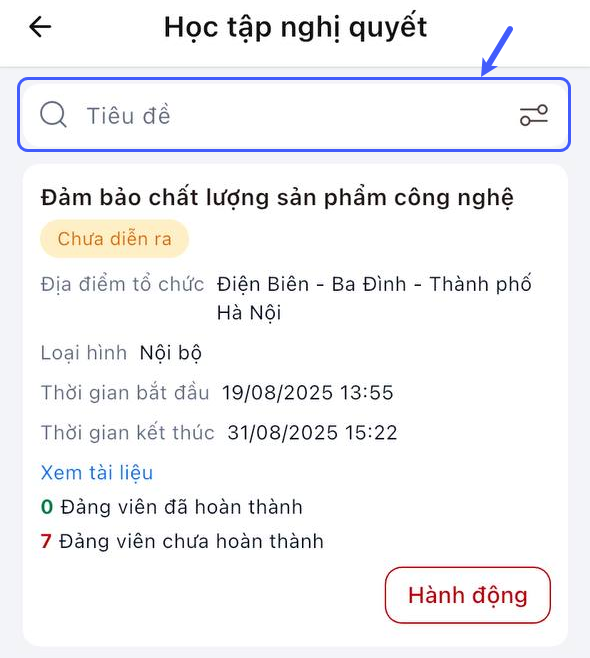 Học tập nghị quyết
Tiêu đề
Đảm bảo chất lượng sản phẩm công nghệ
Chưa diễn ra
Địa điểm tổ chức Điện Biên - Ba Đình - Thành phố
Hà Nội
Loại hình Nội bộ
Thời gian bắt đầu 19/08/2025 13:55
Thời gian kết thúc 31/08/2025 15:22
Xem tài liệu
0 Đảng viên đã hoàn thành
7 Đảng viên chưa hoàn thành
Hành động